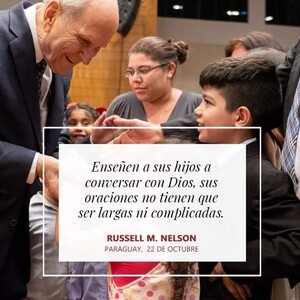 Enseñen a sus hijos a
conversar con Dios, sus
oraciones no tienen que
ser largas ni complicadas.
RUSSELL M. NELSON
PARAGUAY, 22 DE OCTUBRE